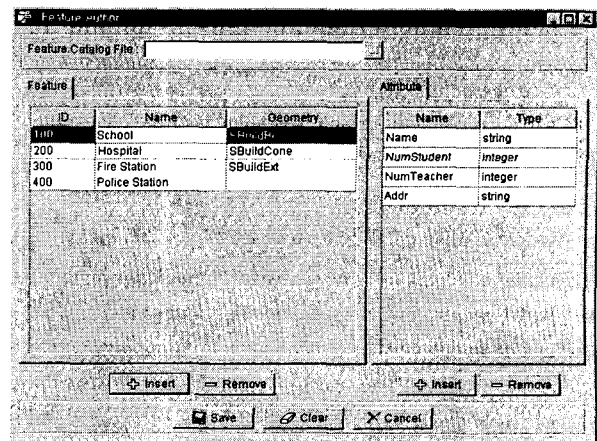 Feature author
Feature Catalog File
Feature
Attribute
ID Name Geometry
100 School
200 Hospital SBuildCone
300 Fire Station SBuildExt
400 Police Station
Name Type
Name string
NumStudent integer
NumTeacher integer
Addr string
Insert Remove
Insert Remove
Save Clear Cancel